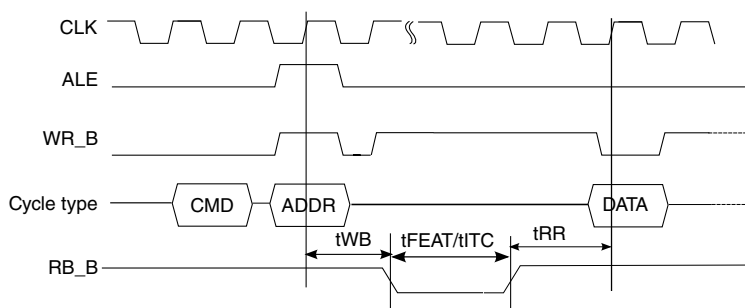 CLK
ALE
WR_B
Cycle type
CMD
ADDR
DATA
tWB
tFEAT/tITC
tRR
RB_B